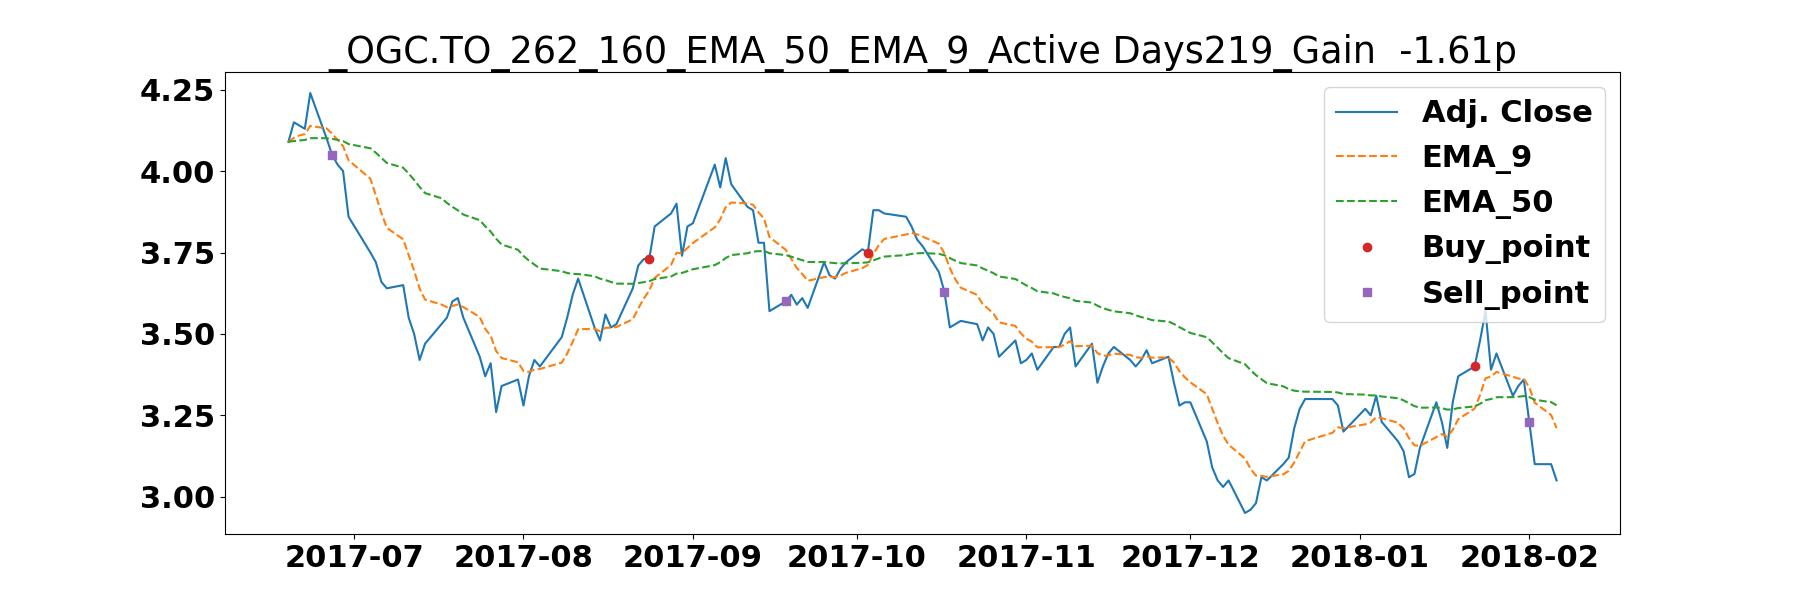 _OGC.TO_262_160_EMA_50_EMA_9_Active Days219_Gain  -1.61p
4.25
4.00
3.75
3.50
3.25
3.00
Adj. Close
EMA_9
EMA_50
Buy_point
Sell_point
2017-07 2017-08 2017-09 2017-10 2017-11 2017-12 2018-01 2018-02